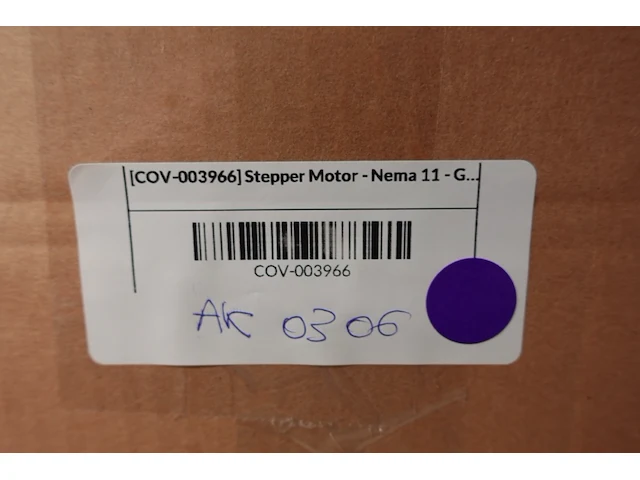 [COV-003966] Stepper Motor - Nema 11 - G...
COV-003966
AK 0306